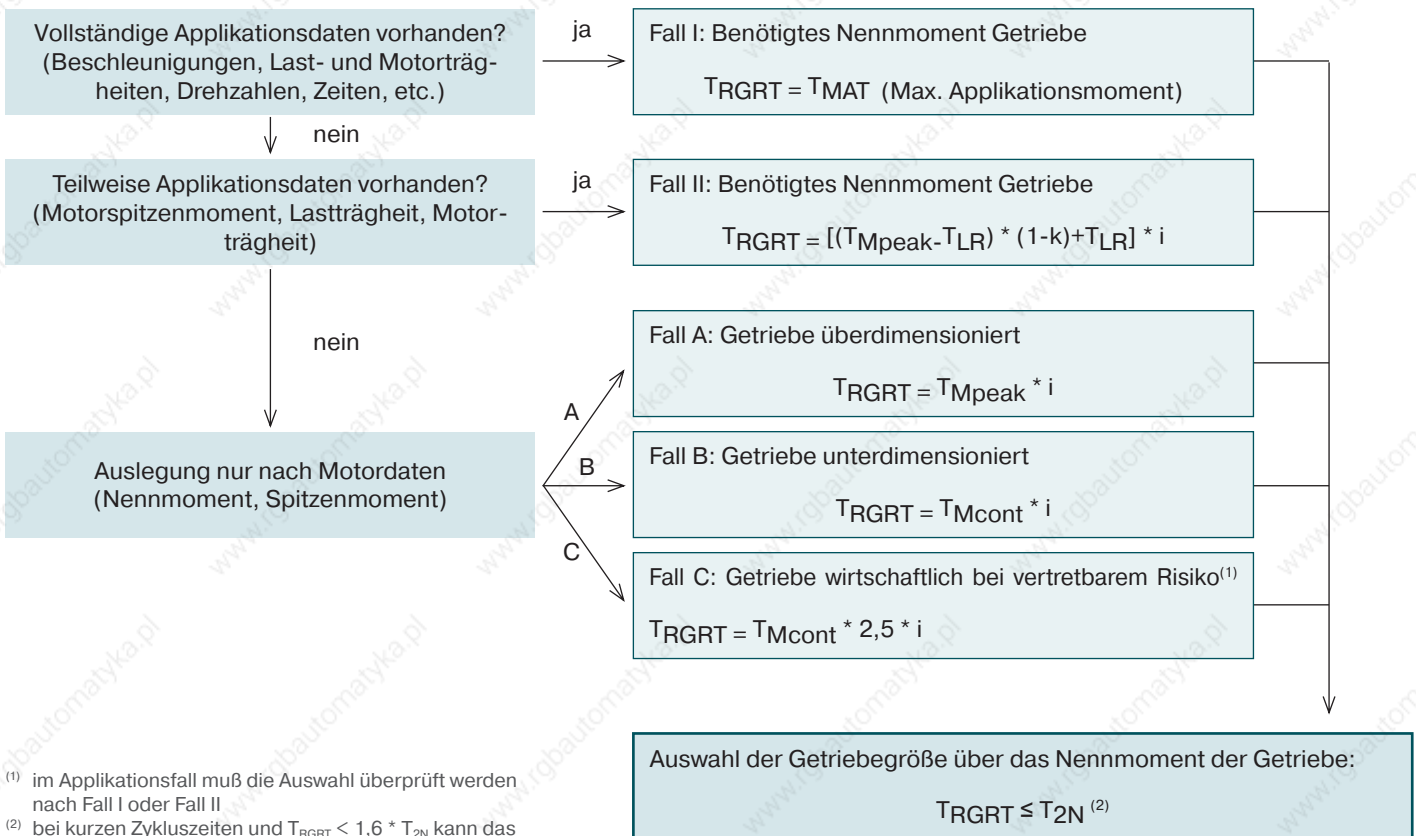 Vollständige Applikationsdaten vorhanden?
(Beschleunigungen, Last- und Motorträg-
heiten, Drehzahlen, Zeiten, etc.)
ja
Fall I: Benötigtes Nennmoment Getriebe
TRGRT = TMAT (Max. Applikationsmoment)
nein
Teilweise Applikationsdaten vorhanden?
(Motorspitzenmoment, Lastträgheit, Motor-
trägheit)
ja
Fall II: Benötigtes Nennmoment Getriebe
TRGRT = [(TMpeak-TLR) * (1-k)+TLR] * i
nein
Auslegung nur nach Motordaten
(Nennmoment, Spitzenmoment)
A
Fall A: Getriebe überdimensioniert
TRGRT = TMpeak * i
B
Fall B: Getriebe unterdimensioniert
TRGRT = TMcont * i
C
Fall C: Getriebe wirtschaftlich bei vertretbarem Risiko(1)
TRGRT = TMcont * 2,5 * i
Auswahl der Getriebegröße über das Nennmoment der Getriebe:
TRGRT ≤ T2N (2)
(1) im Applikationsfall muß die Auswahl überprüft werden
nach Fall I oder Fall II
(2) bei kurzen Zykluszeiten und TRGRT < 1,6 * T2N kann das
www.rgbautomatyka.pl